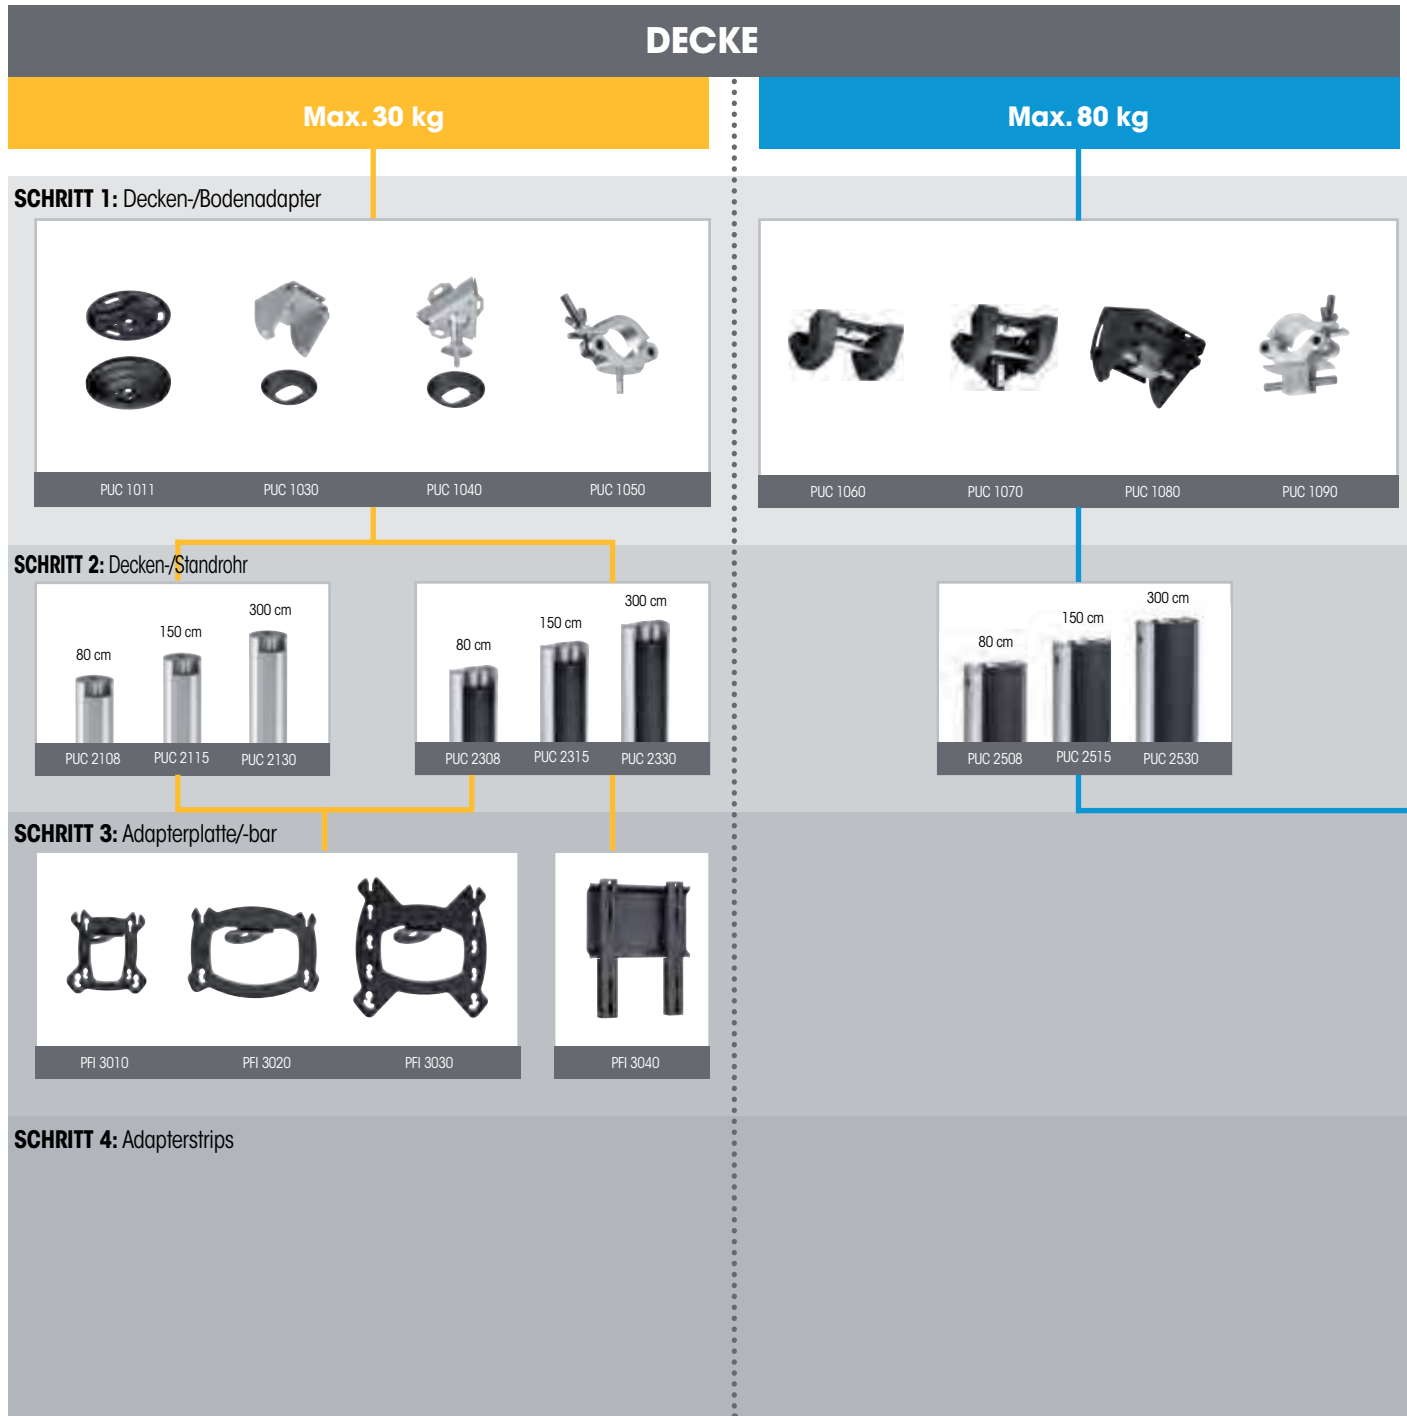 DECKE
Max. 30 kg
Max. 80 kg
SCHRITT 1: Decken-/Bodenadapter
PUC 1011 PUC 1030 PUC 1040 PUC 1050
PUC 1060 PUC 1070 PUC 1080 PUC 1090
SCHRITT 2: Decken-/Standrohr
80 cm 150 cm 300 cm
PUC 2108 PUC 2115 PUC 2130
80 cm 150 cm 300 cm
PUC 2308 PUC 2315 PUC 2330
80 cm 150 cm 300 cm
PUC 2508 PUC 2515 PUC 2530
SCHRITT 3: Adapterplatte/-bar
PFI 3010 PFI 3020 PFI 3030
PFI 3040
SCHRITT 4: Adapterstrips